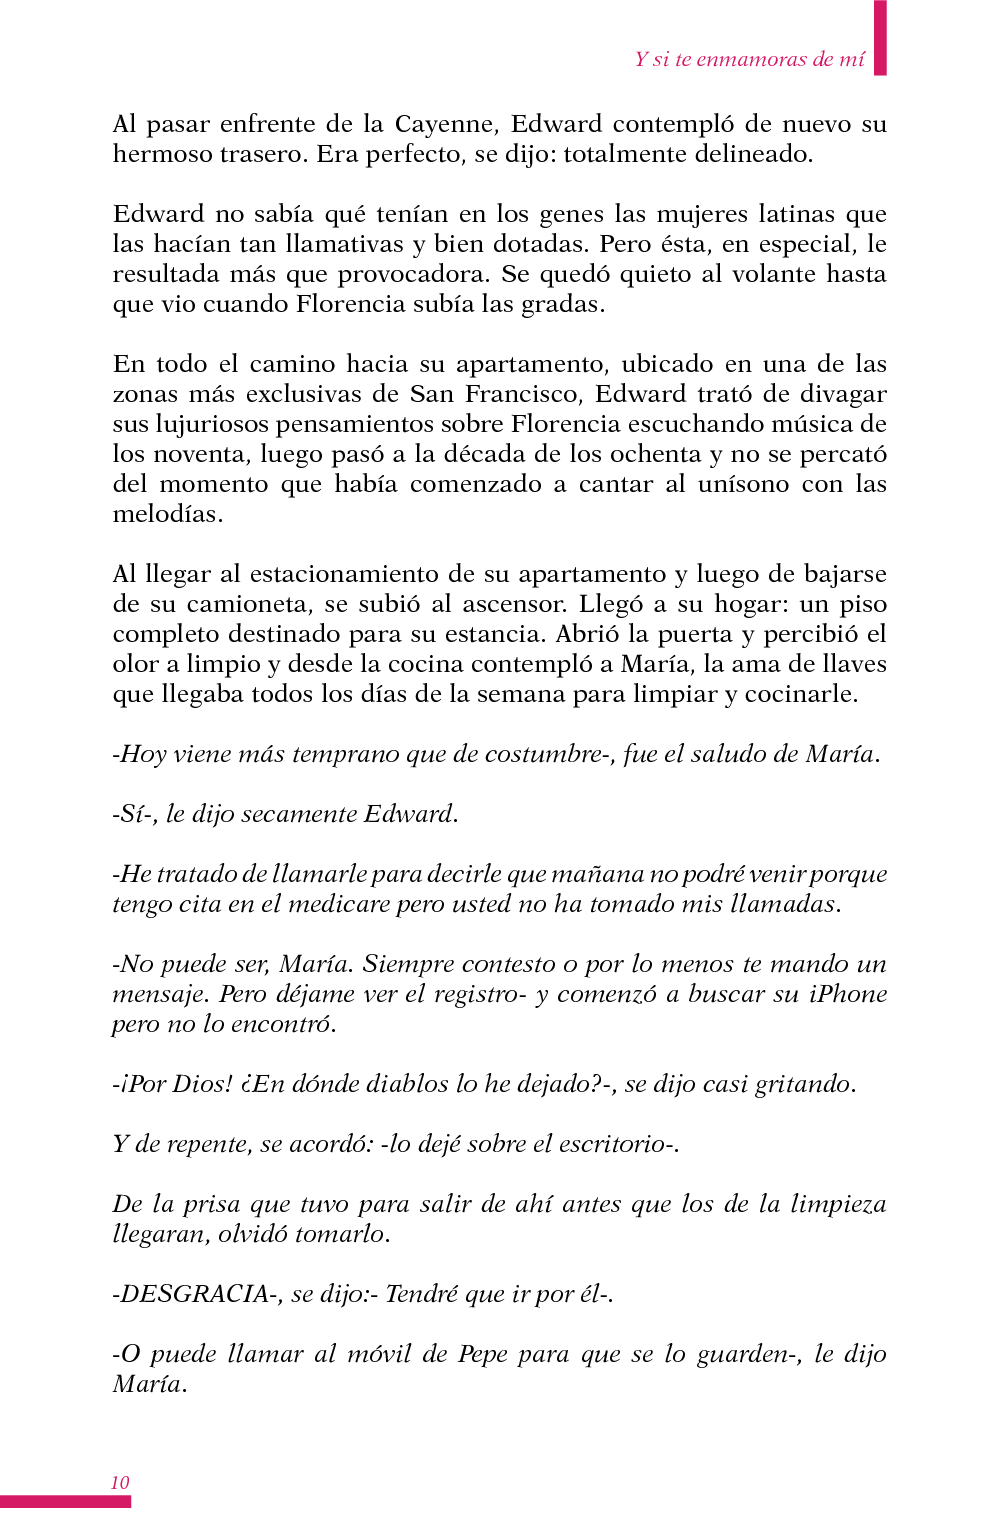 Y si te enmamoras de mí
Al pasar enfrente de la Cayenne, Edward contempló de nuevo su
hermoso trasero. Era perfecto, se dijo: totalmente delineado.
Edward no sabía qué tenían en los genes las mujeres latinas que
las hacían tan llamativas y bien dotadas. Pero ésta, en especial, le
resultada más que provocadora. Se quedó quieto al volante hasta
que vio cuando Florencia subía las gradas.
En todo el camino hacia su apartamento, ubicado en una de las
zonas más exclusivas de San Francisco, Edward trató de divagar
sus lujuriosos pensamientos sobre Florencia escuchando música de
los noventa, luego pasó a la década de los ochenta y no se percató
del momento que había comenzado a cantar al unísono con las
melodías.
Al llegar al estacionamiento de su apartamento y luego de bajarse
de su camioneta, se subió al ascensor. Llegó a su hogar: un piso
completo destinado para su estancia. Abrió la puerta y percibió el
olor a limpio y desde la cocina contempló a María, la ama de llaves
que llegaba todos los días de la semana para limpiar y cocinarle.
-Hoy viene más temprano que de costumbre-, fue el saludo de María.
-Sí-, le dijo secamente Edward.
-He tratado de llamarle para decirle que mañana no podré venir porque
tengo cita en el medicare pero usted no ha tomado mis llamadas.
-No puede ser, María. Siempre contesto o por lo menos te mando un
mensaje. Pero déjame ver el registro- y comenzó a buscar su iPhone
pero no lo encontró.
-¡Por Dios! ¿En dónde diablos lo he dejado?-, se dijo casi gritando.
Y de repente, se acordó: -lo dejé sobre el escritorio-.
De la prisa que tuvo para salir de ahí antes que los de la limpieza
llegaran, olvidó tomarlo.
-DESGRACIA-, se dijo:- Tendré que ir por él-.
-O puede llamar al móvil de Pepe para que se lo guarden-, le dijo
María.
10